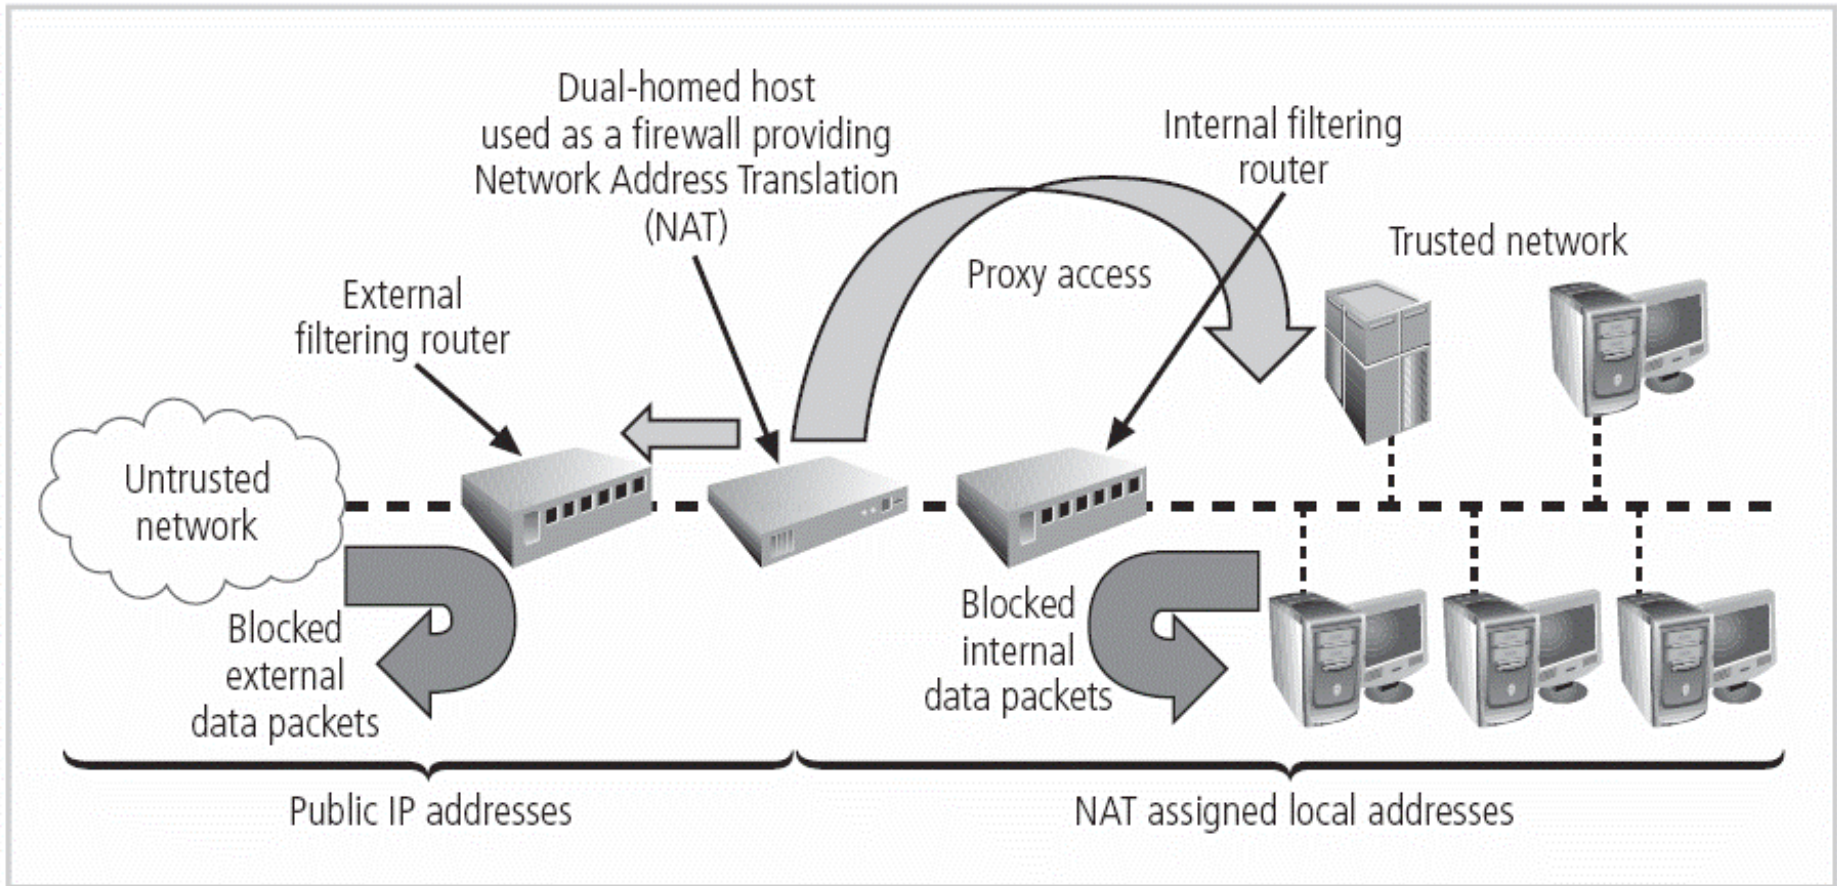 Dual-homed host
used as a firewall providing
Network Address Translation
(NAT)
Internal filtering
router
Trusted network
Proxy access
External
filtering router
Untrusted
network
Blocked
external
data packets
Blocked
internal
data packets
Public IP addresses
NAT assigned local addresses